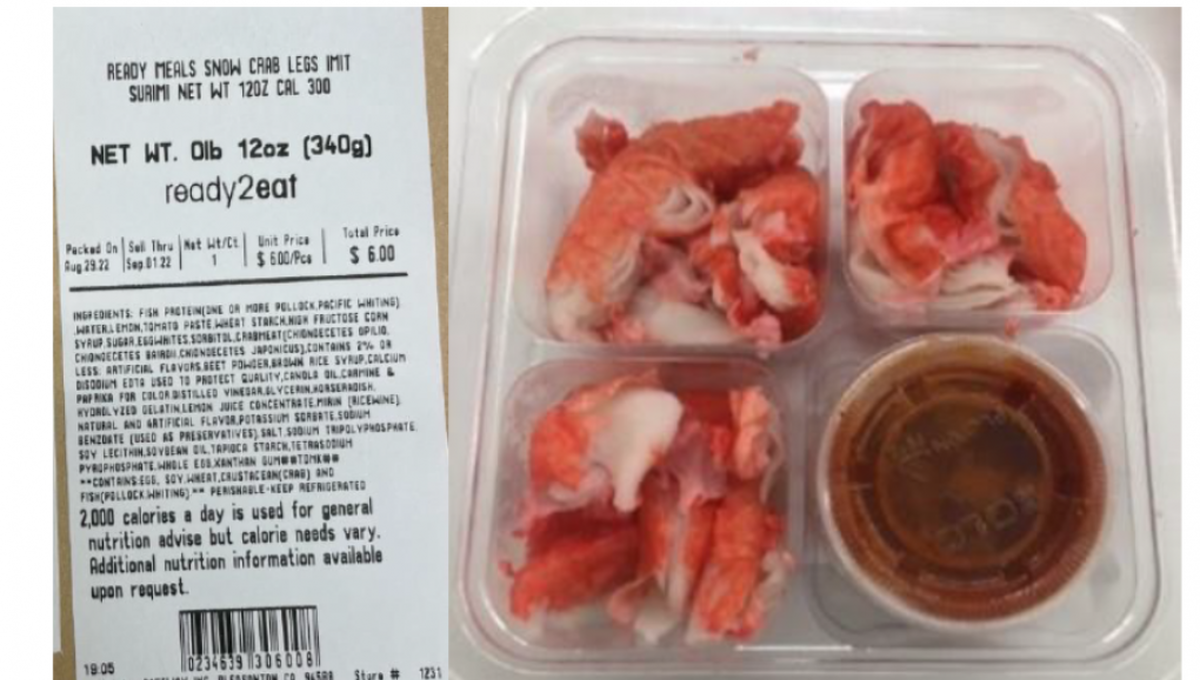 READY MEALS SNOW CRAB LEGS IMIT
SURIMI NET WT 12OZ CAL 300
NET WT. 0lb 12oz (340g)
ready2eat
Packed On Sell Thru Net Wt/Ct Unit Price Total Price
Aug 29.22 Sep.01.22 1 $ 6.00/Pcs $ 6.00
INGREDIENTS: FISH PROTEIN(ONE OR MORE POLLOCK,PACIFIC WHITING)
,WATER,LEMON,TOMATO PASTE,WHEAT STARCH,HIGH FRUCTOSE CORN
SYRUP,SUGAR,EGGWHITES,SORBITOL,CRABMEAT(CHIONOECETES OPILIO,
CHIONOECETES BAIRDII,CHIONOECETES JAPONICUS),CONTAINS 2% OR
LESS: ARTIFICIAL FLAVORS,BEET POWDER,BROWN RICE SYRUP,CALCIUM
DISODIUM EDTA USED TO PROTECT QUALITY,CANOLA OIL,CARMINE &
PAPRIKA FOR COLOR,DISTILLED VINEGAR,GLYCERIN,HORSERADISH,
HYDROLYZED GELATIN,LEMON JUICE CONCENTRATE,MIRIN (RICEWINE),
NATURAL AND ARTIFICIAL FLAVOR,POTASSIUM SORBATE,SODIUM
BENZOATE (USED AS PRESERVATIVES),SALT,SODIUM TRIPOLYPHOSPHATE,
SOY LECITHIN,SOYBEAN OIL,TAPIOCA STARCH,TETRASODIUM
PYROPHOSPHATE,WHOLE EGG,XANTHAN GUM
**CONTAINS:EGG, SOY,WHEAT,CRUSTACEAN(CRAB) AND
FISH(POLLOCK,WHITING)** PERISHABLE-KEEP REFRIGERATED
2,000 calories a day is used for general
nutrition advise but calorie needs vary.
Additional nutrition information available
upon request.
0234639 306008
19:05 PLEASANTON CA 94588 Store # 1231